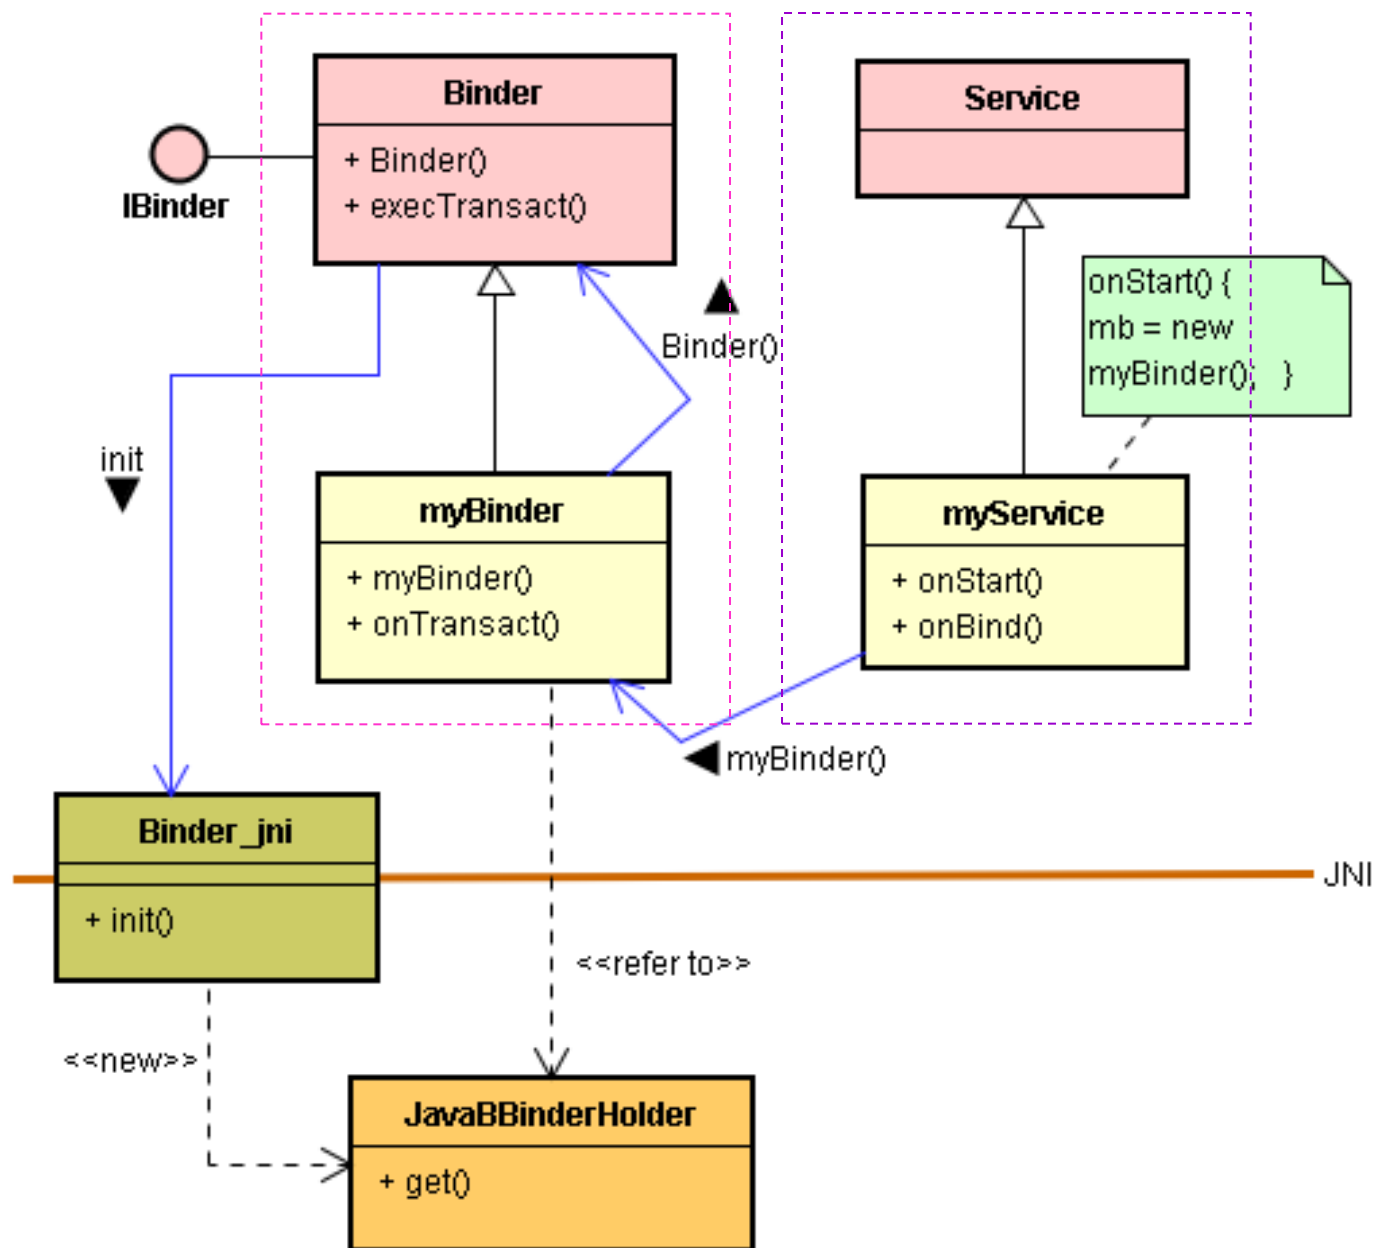 Binder
+ Binder()
+ execTransact()
IBinder
Service
onStart() {
mb = new
myBinder();   }
Binder()
init
myBinder
+ myBinder()
+ onTransact()
myService
+ onStart()
+ onBind()
myBinder()
Binder_jni
+ init()
JNI
<<refer to>>
<<new>>
JavaBBinderHolder
+ get()